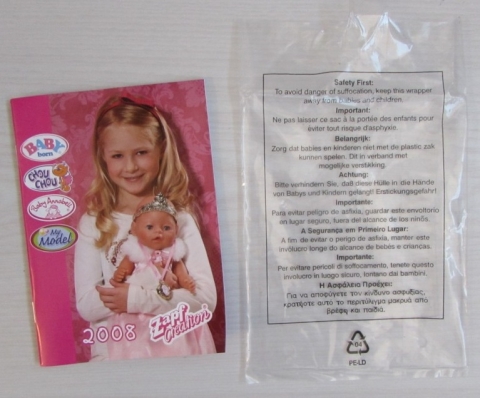 BABY
born
CHOU
CHOU
Baby Annabell
My
Model
2008
Zapf
Creation
Safety First:
To avoid danger of suffocation, keep this wrapper
away from babies and children.
Important:
Ne pas laisser ce sac à la portée des enfants pour
éviter tout risque d'asphyxie.
Belangrijk:
Zorg dat babies en kinderen niet met de plastic zak
kunnen spelen. Dit in verband met
mogelijke verstikking.
Achtung:
Bitte verhindern Sie, daß diese Hülle in die Hände
von Babys und Kindern gelangt! Erstickungsgefahr!
Importante:
Para evitar peligro de asfixia, guardar este envoltorio
en lugar seguro, fuera del alcance de los niños.
A Segurança em Primeiro Lugar:
A fim de evitar o perigo de asfixia, manter este
involucro longe do alcance de bebés e crianças.
Importante:
Per evitare pericoli di soffocamento, tenete questo
involucro in luogo sicuro, lontano dai bambini.
Η Ασφάλεια Προέχει:
Για να αποφύγετε τον κίνδυνο ασφυξίας,
κρατήστε αυτό το περιτύλιγμα μακρυά από
βρέφη και παιδιά.
04
PE-LD